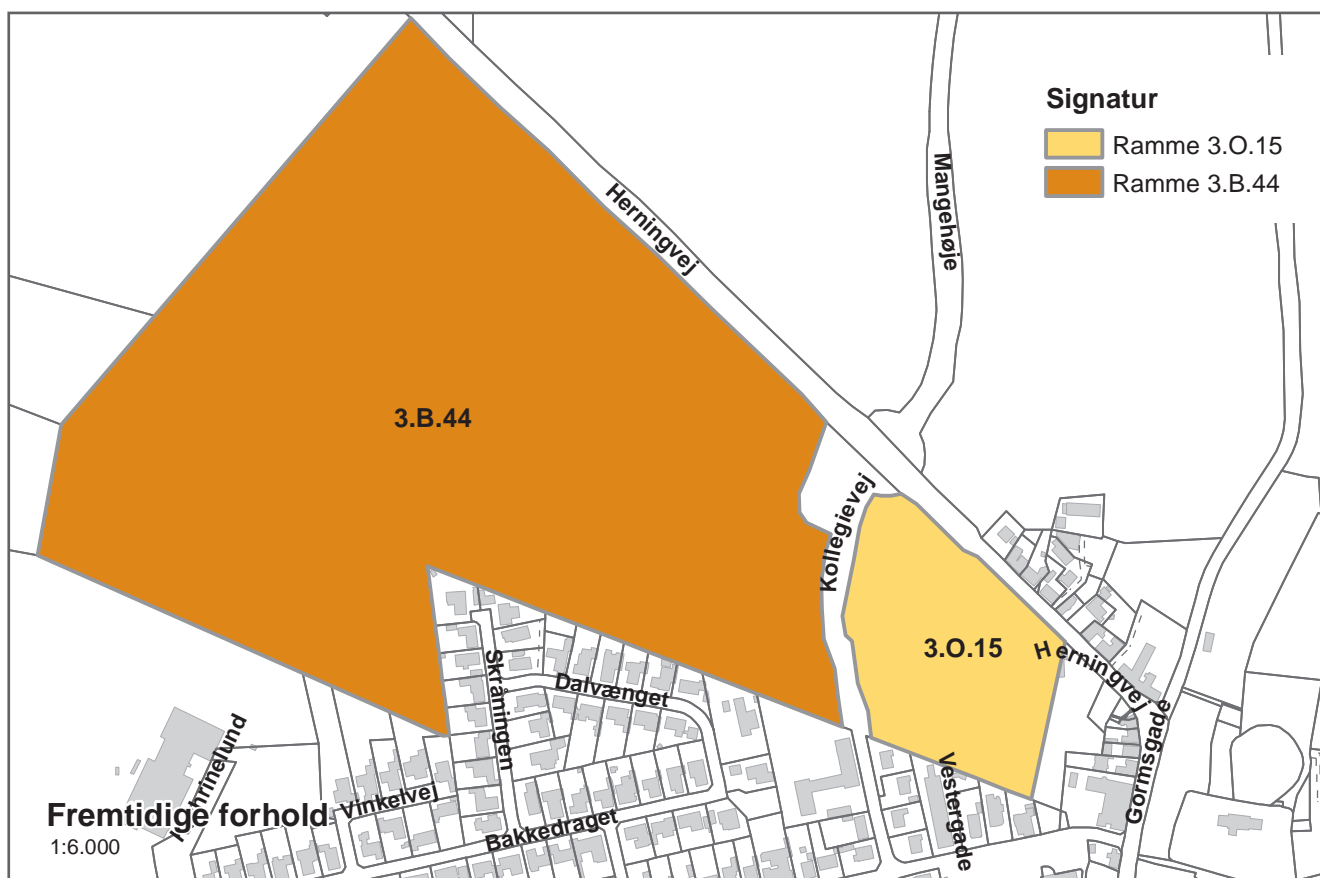 Signatur
Ramme 3.O.15
Ramme 3.B.44
Herningvej
Mangehøje
3.B.44
Kollegievej
3.O.15
Herningvej
Skråningen
Dalvænget
Gormsgade
Vestergade
Vinkelvej
Bakkedraget
Fremtidige forhold
1:6.000